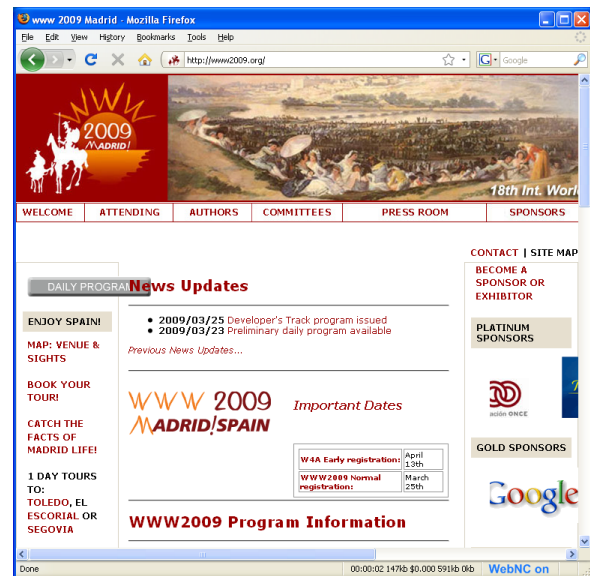 www 2009 Madrid - Mozilla Firefox
File Edit View History Bookmarks Tools Help
http://www2009.org/
G Google
WWW
2009
MADRID!
18th Int. Worl
WELCOME ATTENDING AUTHORS COMMITTEES PRESS ROOM SPONSORS
CONTACT | SITE MAP
DAILY PROGRA
ENJOY SPAIN!
MAP: VENUE &
SIGHTS
BOOK YOUR
TOUR!
CATCH THE
FACTS OF
MADRID LIFE!
1 DAY TOURS
TO:
TOLEDO, EL
ESCORIAL OR
SEGOVIA
News Updates
2009/03/25 Developer's Track program issued
2009/03/23 Preliminary daily program available
Previous News Updates...
WWW 2009
MADRID!SPAIN
Important Dates
W4A Early registration: April 13th
WWW2009 Normal registration: March 25th
WWW2009 Program Information
BECOME A
SPONSOR OR
EXHIBITOR
PLATINUM
SPONSORS
ación ONCE
GOLD SPONSORS
Google
Done
00:00:02 147kb $0.000 591kb 0kb
WebNC on